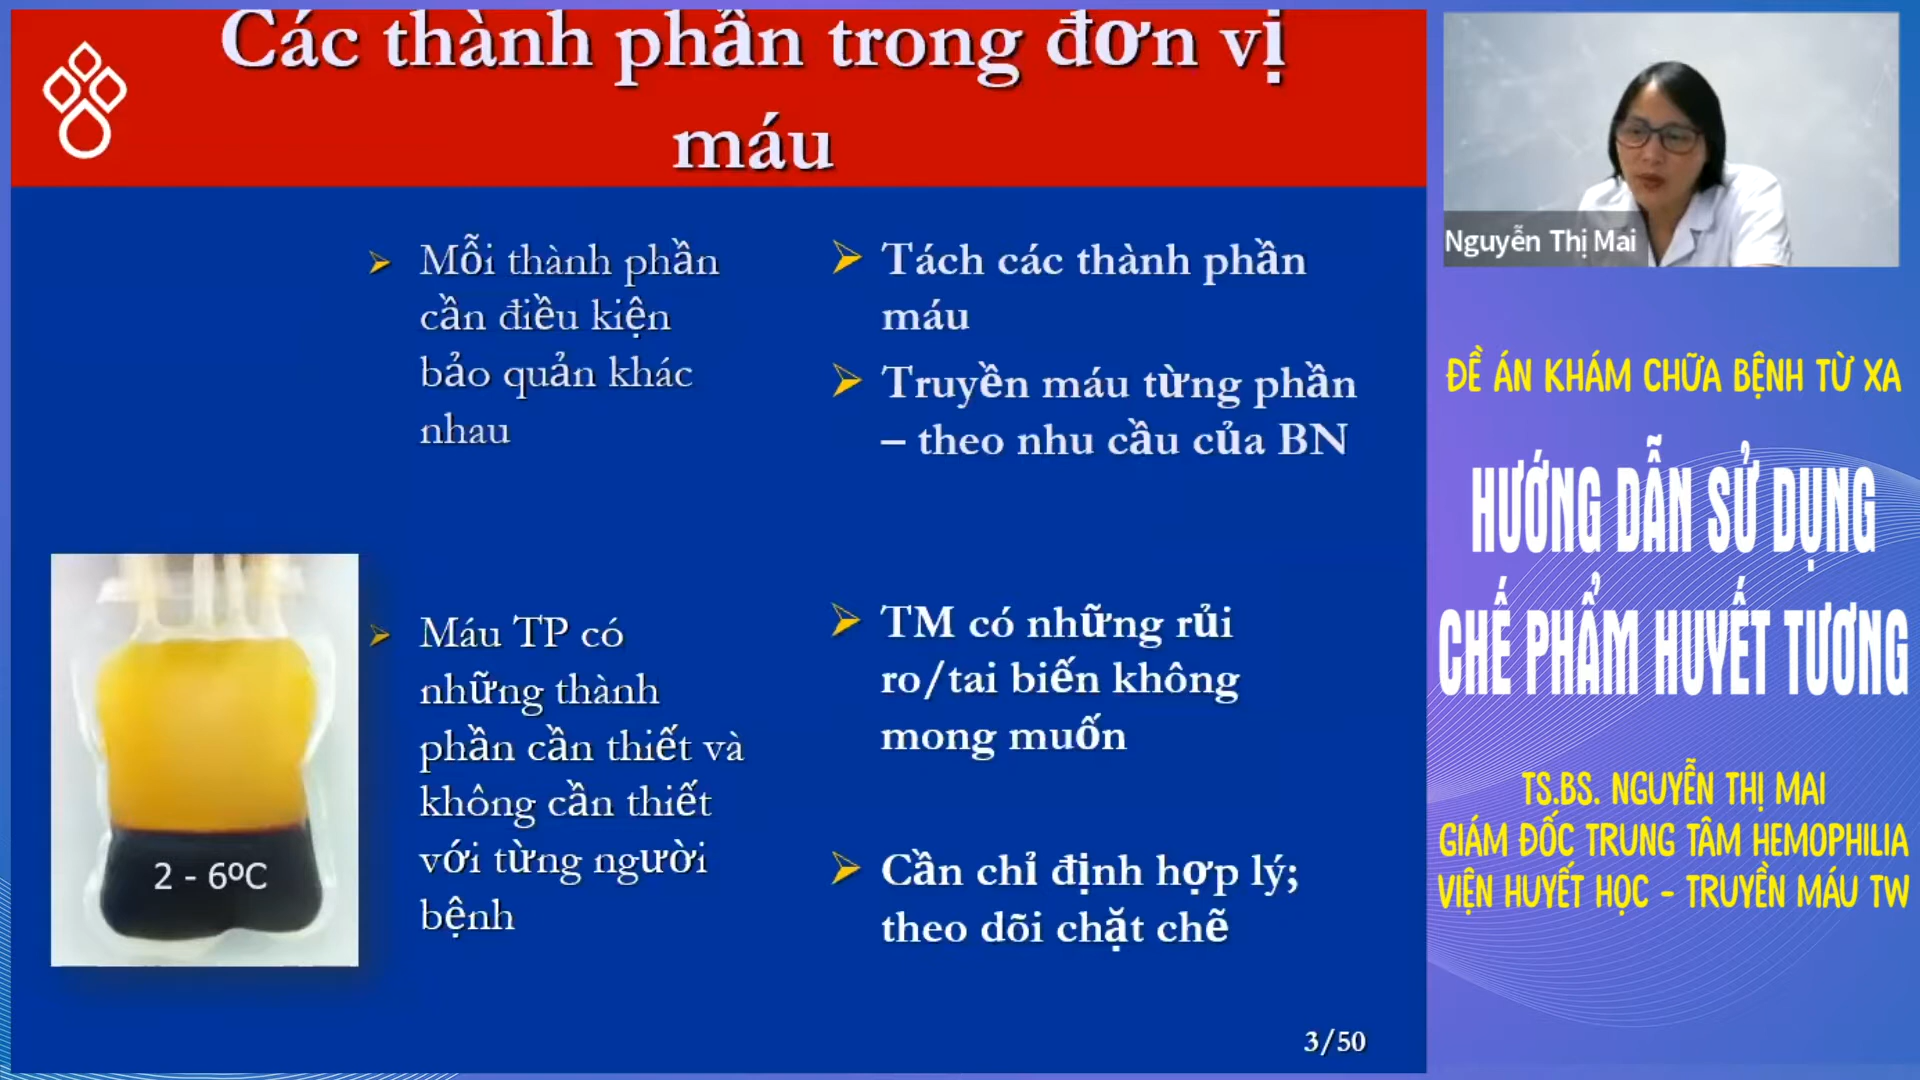 Các thành phần trong đơn vị
máu
Mỗi thành phần
cần điều kiện
bảo quản khác
nhau
Tách các thành phần
máu
Truyền máu từng phần
– theo nhu cầu của BN
2 - 6ºC
Máu TP có
những thành
phần cần thiết và
không cần thiết
với từng người
bệnh
TM có những rủi
ro/tai biến không
mong muốn
Cần chỉ định hợp lý;
theo dõi chặt chẽ
3/50
Nguyễn Thị Mai
ĐỀ ÁN KHÁM CHỮA BỆNH TỪ XA
HƯỚNG DẪN SỬ DỤNG
CHẾ PHẨM HUYẾT TƯƠNG
TS.BS. NGUYỄN THỊ MAI
GIÁM ĐỐC TRUNG TÂM HEMOPHILIA
VIỆN HUYẾT HỌC - TRUYỀN MÁU TW